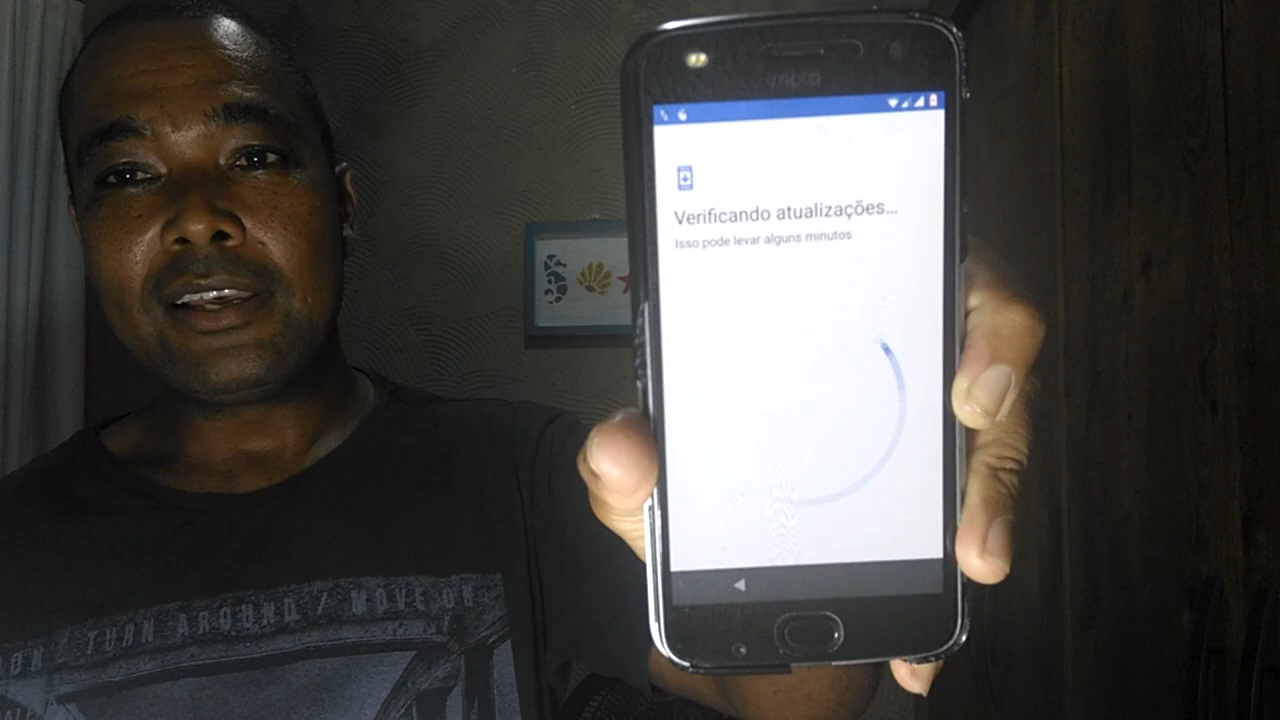 moto
Verificando atualizações...
Isso pode levar alguns minutos
TURN AROUND / MOVE ON